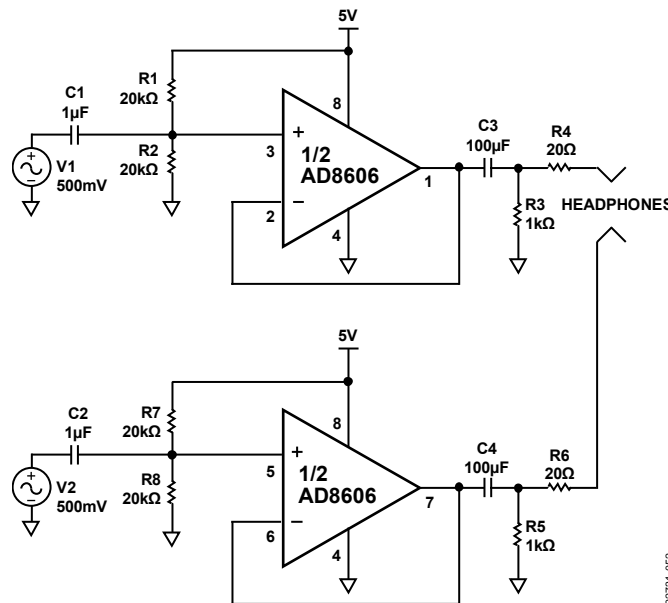 5V
R1
20kΩ
C1
1µF
R2
20kΩ
V1
500mV
8
+
3
1/2
AD8606
1
−
2
4
C3
100µF
R4
20Ω
R3
1kΩ
HEADPHONES
5V
R7
20kΩ
C2
1µF
R8
20kΩ
V2
500mV
8
+
5
1/2
AD8606
7
−
6
4
C4
100µF
R6
20Ω
R5
1kΩ